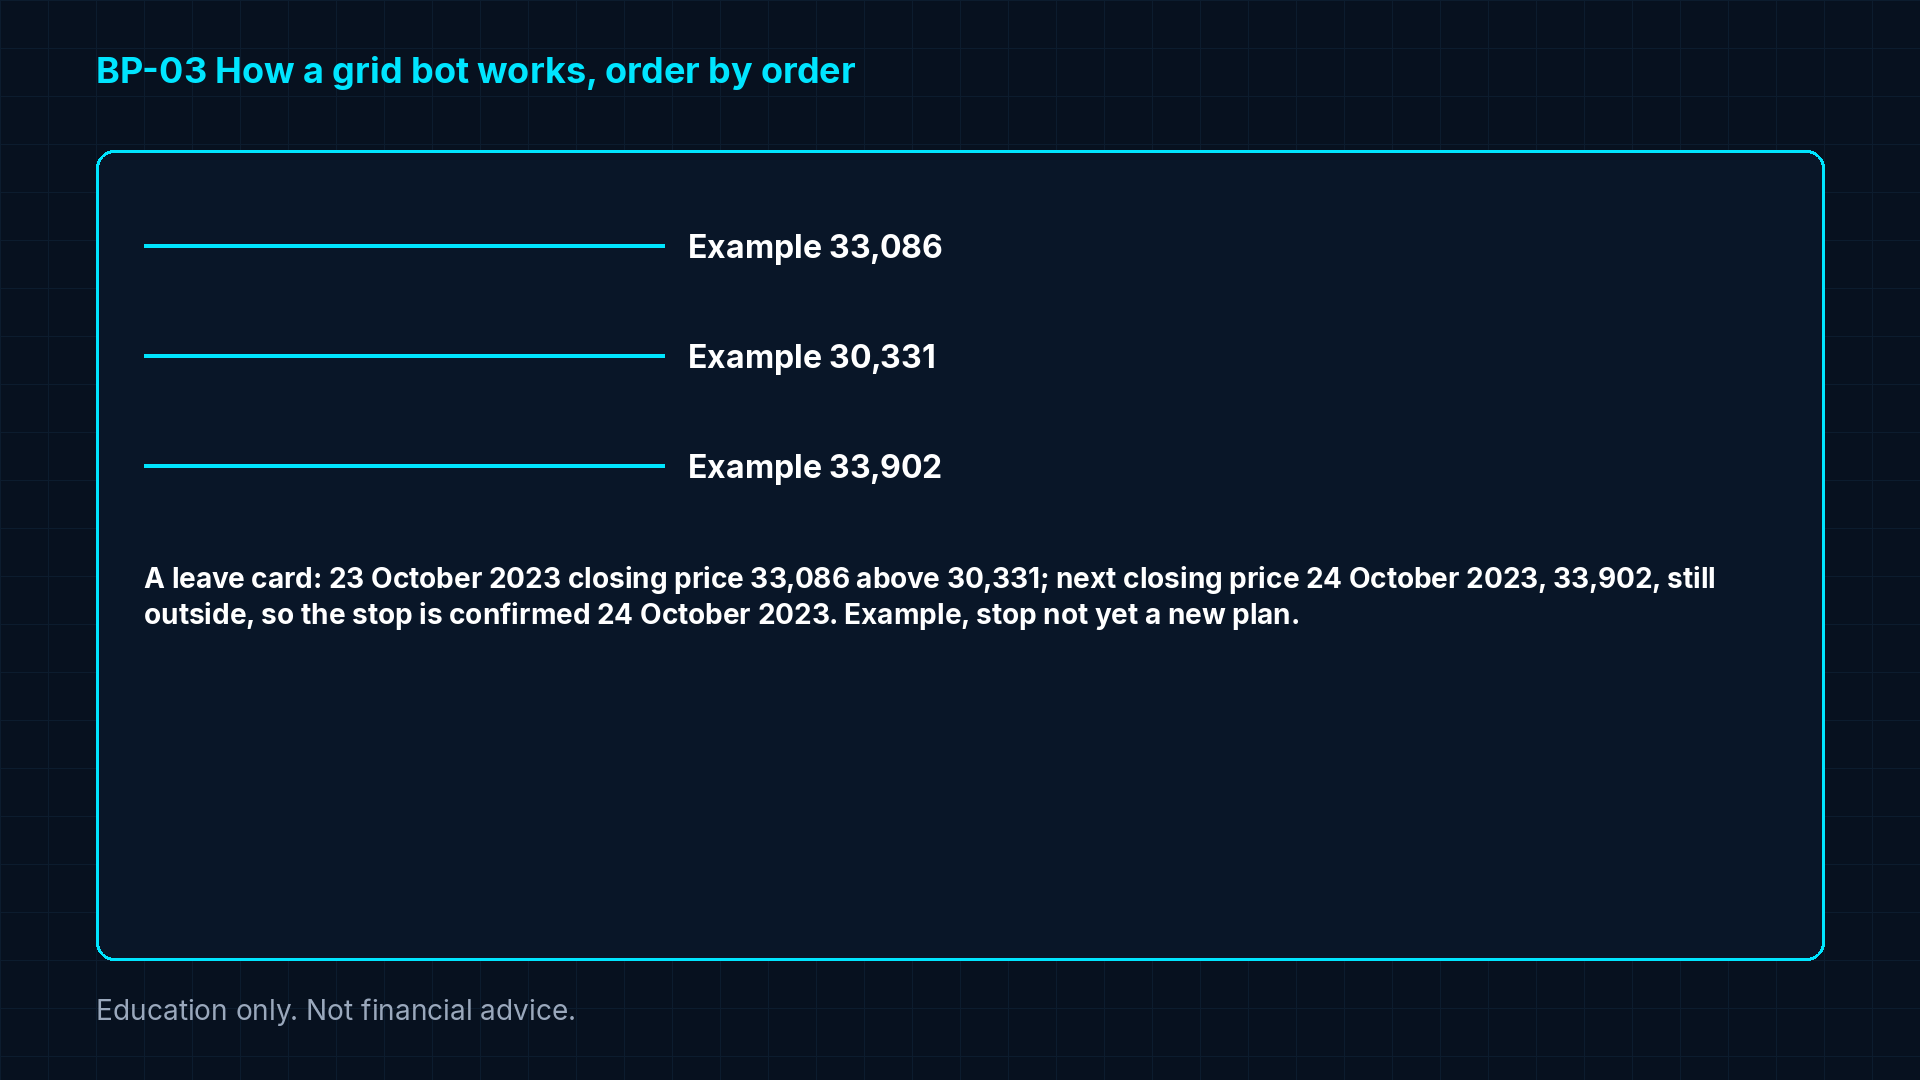 BP-03 How a grid bot works, order by order
Example 33,086
Example 30,331
Example 33,902
A leave card: 23 October 2023 closing price 33,086 above 30,331; next closing price 24 October 2023, 33,902, still
outside, so the stop is confirmed 24 October 2023. Example, stop not yet a new plan.
Education only. Not financial advice.